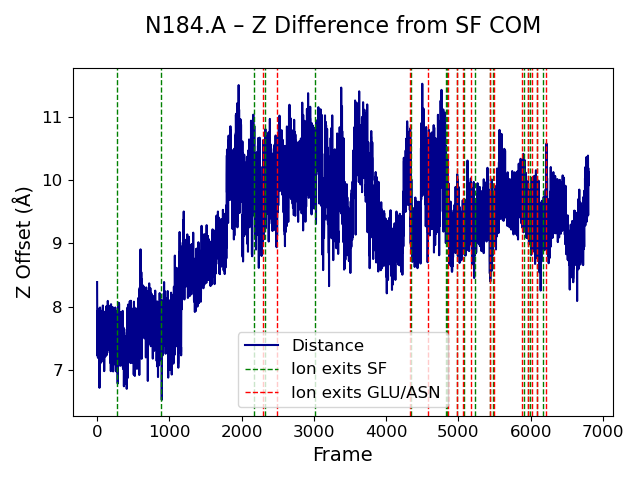 N184.A – Z Difference from SF COM
Z Offset (Å)
11
10
9
8
7
Distance
Ion exits SF
Ion exits GLU/ASN
0 1000 2000 3000 4000 5000 6000 7000
Frame